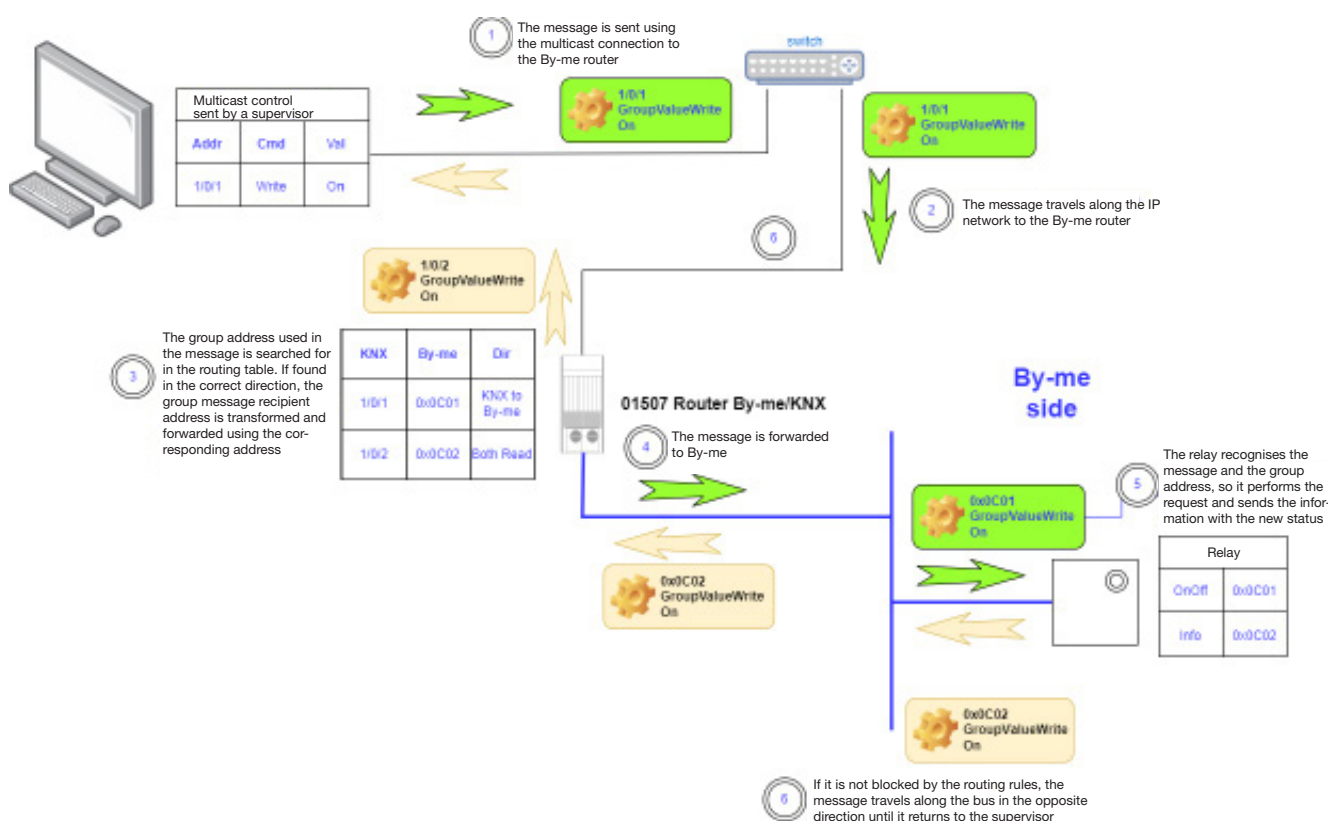 1
The message is sent using
the multicast connection to
the By-me router
switch
Multicast control
sent by a supervisor
Addr Cmd Val
1/0/1 Write On
1/0/1
GroupValueWrite
On
1/0/1
GroupValueWrite
On
2
The message travels along the IP
network to the By-me router
6
1/0/2
GroupValueWrite
On
3
The group address used in
the message is searched for
in the routing table. If found
in the correct direction, the
group message recipient
address is transformed and
forwarded using the cor-
responding address
KNX By-me Dir
1/0/1 0x0C01 KNX to
By-me
1/0/2 0x0C02 Both Read
01507 Router By-me/KNX
4
The message is forwarded
to By-me
By-me
side
0x0C01
GroupValueWrite
On
5
The relay recognises the
message and the group
address, so it performs the
request and sends the infor-
mation with the new status
Relay
OnOff 0x0C01
Info 0x0C02
0x0C02
GroupValueWrite
On
0x0C02
GroupValueWrite
On
6
If it is not blocked by the routing rules, the
message travels along the bus in the opposite
direction until it returns to the supervisor